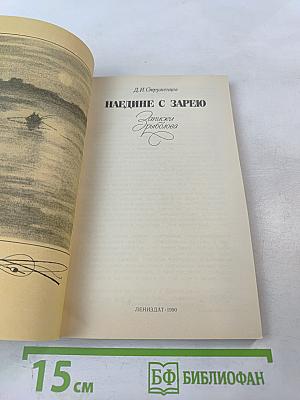 Д. И. Струженцов
НАЕДИНЕ С ЗАРЕЮ
Записки
рыболова
ЛЕНИЗДАТ · 1990
15 см
БФ БИБЛИОФАН